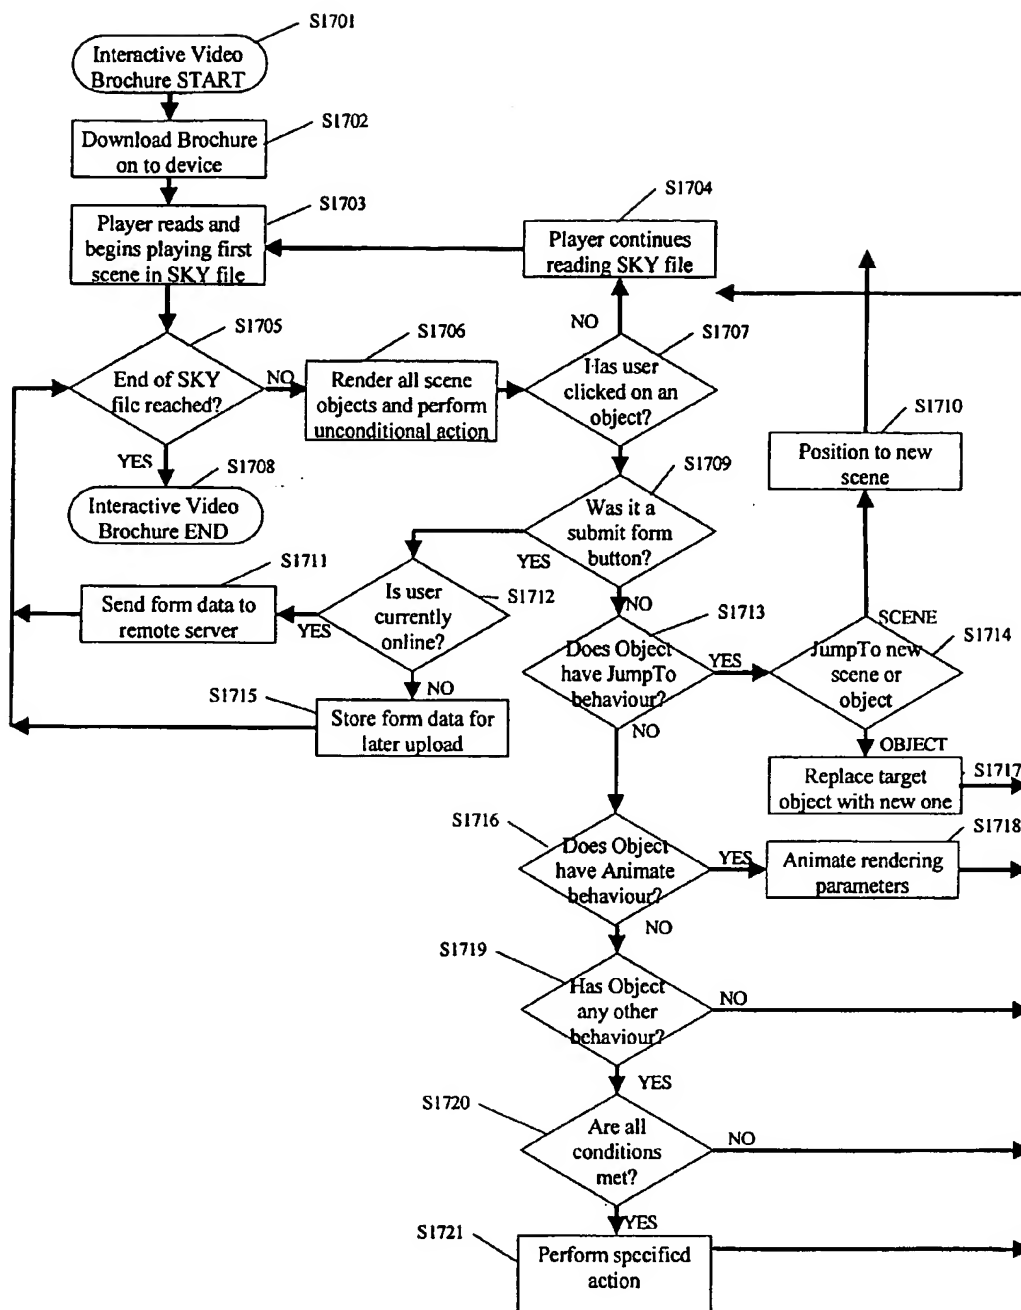 S1701
Interactive Video
Brochure START
S1702
Download Brochure
on to device
S1703
Player reads and
begins playing first
scene in SKY file
S1704
Player continues
reading SKY file
S1705
End of SKY
file reached?
NO
YES
S1706
Render all scene
objects and perform
unconditional action
NO
S1707
Has user
clicked on an
object?
S1708
Interactive Video
Brochure END
S1709
Was it a
submit form
button?
YES
NO
S1710
Position to new
scene
S1711
Send form data to
remote server
YES
S1712
Is user
currently
online?
NO
S1713
Does Object
have JumpTo
behaviour?
YES
NO
SCENE
S1714
JumpTo new
scene or
object
OBJECT
S1715
Store form data for
later upload
S1717
Replace target
object with new one
S1716
Does Object
have Animate
behaviour?
YES
NO
S1718
Animate rendering
parameters
S1719
Has Object
any other
behaviour?
NO
YES
S1720
Are all
conditions
met?
NO
YES
S1721
Perform specified
action